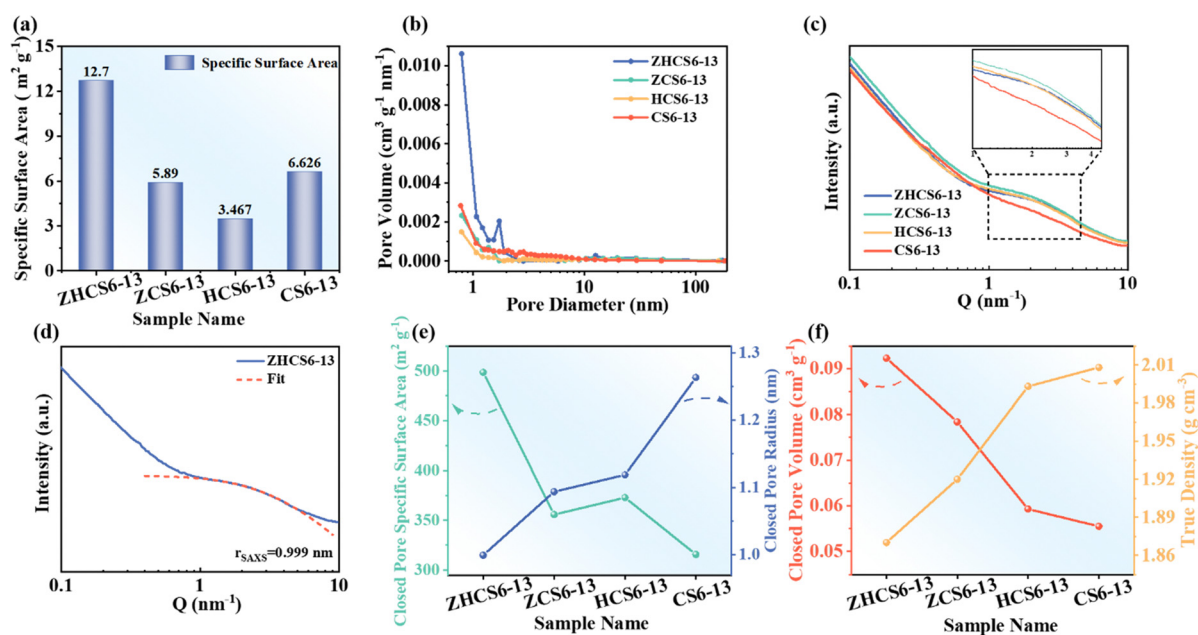 (a)
15
12
9
6
3
0
Specific Surface Area ( m² g⁻¹)
Specific Surface Area
12.7
5.89
3.467
6.626
ZHCS6-13
ZCS6-13
HCS6-13
CS6-13
Sample Name
(b)
0.010
0.008
0.006
0.004
0.002
0.000
Pore Volume (cm³ g⁻¹ nm⁻¹)
ZHCS6-13
ZCS6-13
HCS6-13
CS6-13
1
10
100
Pore Diameter (nm)
(c)
Intensity (a.u.)
1
2
3
4
ZHCS6-13
ZCS6-13
HCS6-13
CS6-13
0.1
1
10
Q (nm⁻¹)
(d)
Intensity (a.u.)
ZHCS6-13
Fit
rSAXS=0.999 nm
0.1
1
10
Q (nm⁻¹)
(e)
Closed Pore Specific Surface Area (m² g⁻¹)
500
450
400
350
300
1.3
1.2
1.1
1.0
Closed Pore Radius (nm)
ZHCS6-13
ZCS6-13
HCS6-13
CS6-13
Sample Name
(f)
Closed Pore Volume (cm³ g⁻¹)
0.09
0.08
0.07
0.06
0.05
2.01
1.98
1.95
1.92
1.89
1.86
True Density (g cm⁻³)
ZHCS6-13
ZCS6-13
HCS6-13
CS6-13
Sample Name